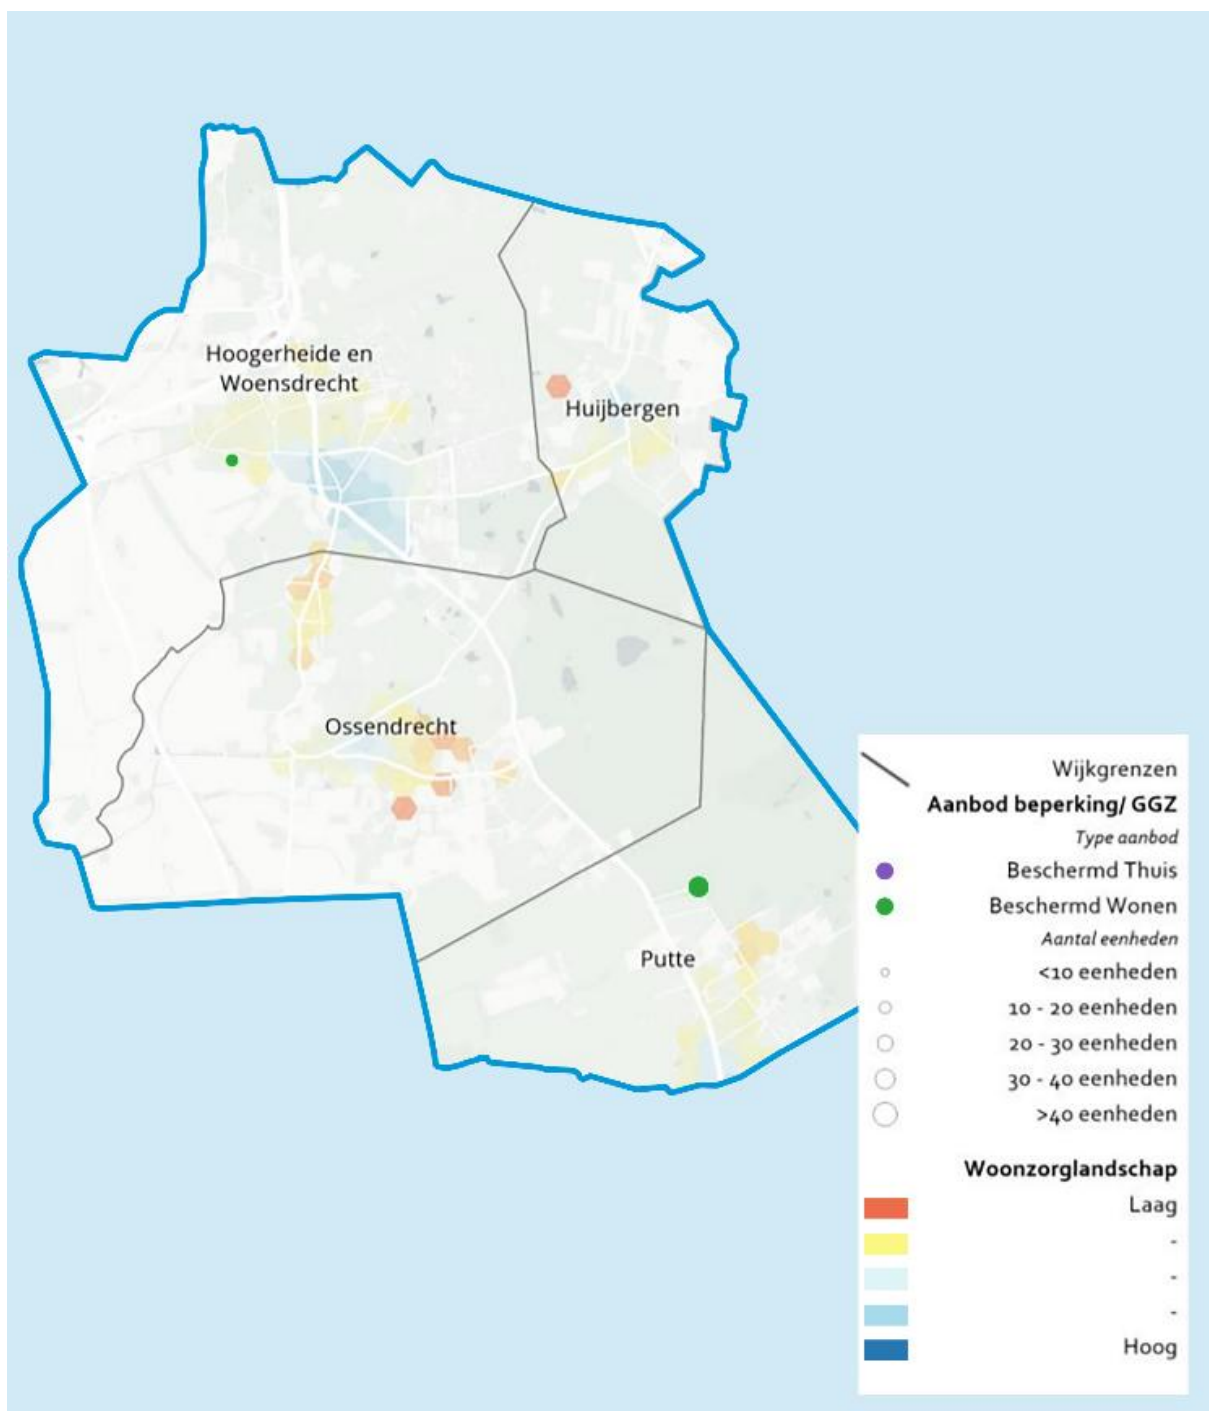 Hoogerheide en
Woensdrecht
Huijbergen
Ossendrecht
Putte
Wijkgrenzen
Aanbod beperking/ GGZ
Type aanbod
Beschermd Thuis
Beschermd Wonen
Aantal eenheden
<10 eenheden
10 - 20 eenheden
20 - 30 eenheden
30 - 40 eenheden
>40 eenheden
Woonzorglandschap
Laag
-
-
-
Hoog